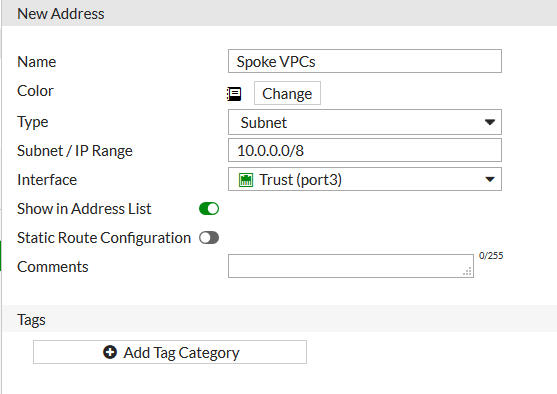 New Address
Name Spoke VPCs
Color Change
Type Subnet
Subnet / IP Range 10.0.0.0/8
Interface Trust (port3)
Show in Address List
Static Route Configuration
Comments 0/255
Tags
Add Tag Category